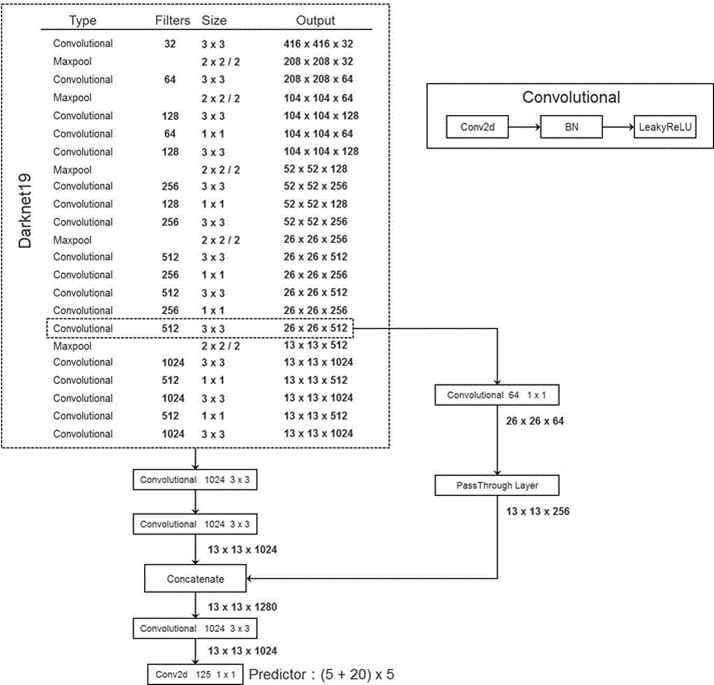 Type Filters Size Output
Convolutional 32 3 x 3 416 x 416 x 32
Maxpool 2 x 2 / 2 208 x 208 x 32
Convolutional 64 3 x 3 208 x 208 x 64
Maxpool 2 x 2 / 2 104 x 104 x 64
Convolutional 128 3 x 3 104 x 104 x 128
Convolutional 64 1 x 1 104 x 104 x 64
Convolutional 128 3 x 3 104 x 104 x 128
Maxpool 2 x 2 / 2 52 x 52 x 128
Convolutional 256 3 x 3 52 x 52 x 256
Convolutional 128 1 x 1 52 x 52 x 128
Convolutional 256 3 x 3 52 x 52 x 256
Maxpool 2 x 2 / 2 26 x 26 x 256
Convolutional 512 3 x 3 26 x 26 x 512
Convolutional 256 1 x 1 26 x 26 x 256
Convolutional 512 3 x 3 26 x 26 x 512
Convolutional 256 1 x 1 26 x 26 x 256
Convolutional 512 3 x 3 26 x 26 x 512
Maxpool 2 x 2 / 2 13 x 13 x 512
Convolutional 1024 3 x 3 13 x 13 x 1024
Convolutional 512 1 x 1 13 x 13 x 512
Convolutional 1024 3 x 3 13 x 13 x 1024
Convolutional 512 1 x 1 13 x 13 x 512
Convolutional 1024 3 x 3 13 x 13 x 1024
Darknet19
Convolutional
Conv2d BN LeakyReLU
Convolutional 64 1 x 1
26 x 26 x 64
PassThrough Layer
13 x 13 x 256
Convolutional 1024 3 x 3
Convolutional 1024 3 x 3
13 x 13 x 1024
Concatenate
13 x 13 x 1280
Convolutional 1024 3 x 3
13 x 13 x 1024
Conv2d 125 1 x 1 Predictor : (5 + 20) x 5